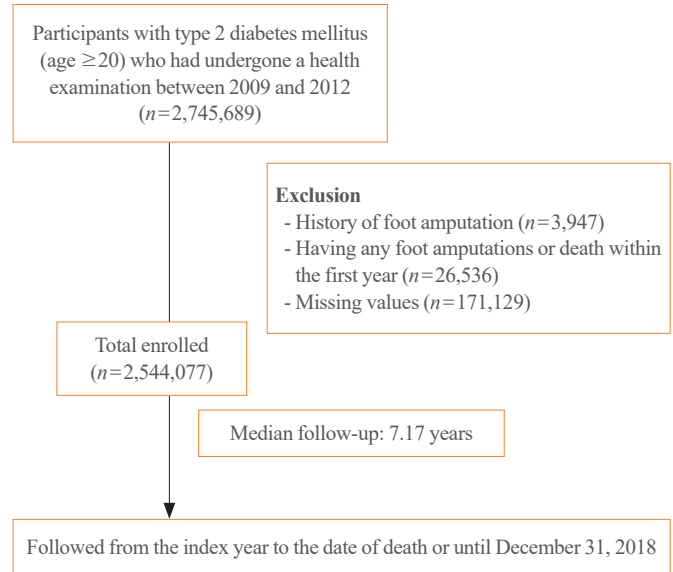 Participants with type 2 diabetes mellitus
(age ≥20) who had undergone a health
examination between 2009 and 2012
(n=2,745,689)
Exclusion
- History of foot amputation (n=3,947)
- Having any foot amputations or death within
the first year (n=26,536)
- Missing values (n=171,129)
Total enrolled
(n=2,544,077)
Median follow-up: 7.17 years
Followed from the index year to the date of death or until December 31, 2018